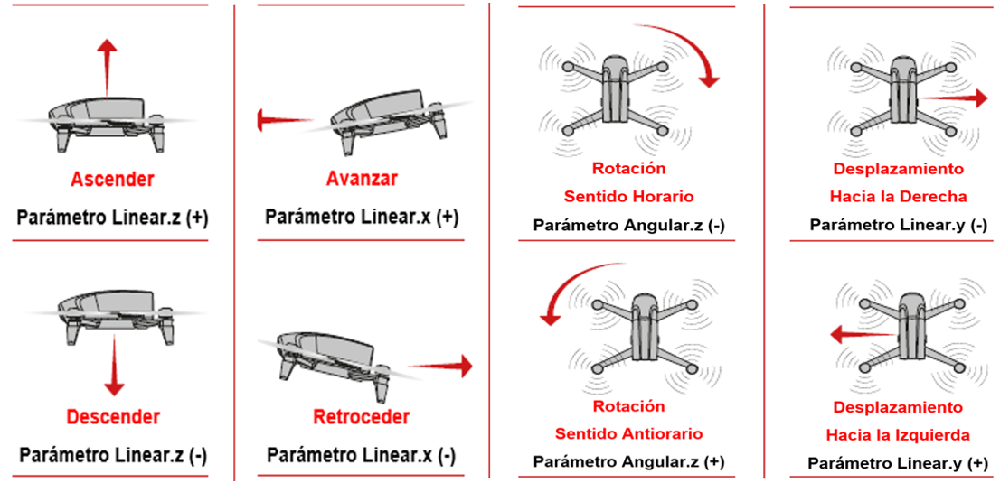 Ascender
Parámetro Linear.z (+)
Avanzar
Parámetro Linear.x (+)
Rotación
Sentido Horario
Parámetro Angular.z (-)
Desplazamiento
Hacia la Derecha
Parámetro Linear.y (-)
Descender
Parámetro Linear.z (-)
Retroceder
Parámetro Linear.x (-)
Rotación
Sentido Antiorario
Parámetro Angular.z (+)
Desplazamiento
Hacia la Izquierda
Parámetro Linear.y (+)